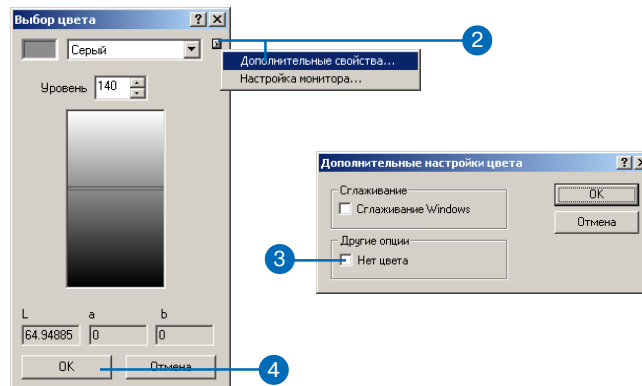 Выбор цвета
Серый
2
Дополнительные свойства...
Настройка монитора...
Уровень 140
Дополнительные настройки цвета
Сглаживание
Сглаживание Windows
OK
Отмена
Другие опции
3
Нет цвета
L a b
64.94885 0 0
OK Отмена
4